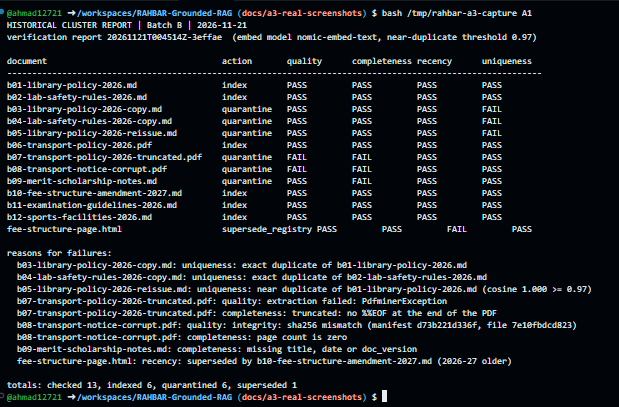 @ahmad12721 ➜/workspaces/RAHBAR-Grounded-RAG (docs/a3-real-screenshots) $ bash /tmp/rahbar-a3-capture A1
HISTORICAL CLUSTER REPORT | Batch B | 2026-11-21
verification report 20261121T004514Z-3effae (embed model nomic-embed-text, near-duplicate threshold 0.97)
document action quality completeness recency uniqueness
--------------------------------------------------------------------------------------------------------
b01-library-policy-2026.md index PASS PASS PASS PASS
b02-lab-safety-rules-2026.md index PASS PASS PASS PASS
b03-library-policy-2026-copy.md quarantine PASS PASS PASS FAIL
b04-lab-safety-rules-2026-copy.md quarantine PASS PASS PASS FAIL
b05-library-policy-2026-reissue.md quarantine PASS PASS PASS FAIL
b06-transport-policy-2026.pdf index PASS PASS PASS PASS
b07-transport-policy-2026-truncated.pdf quarantine FAIL FAIL PASS PASS
b08-transport-notice-corrupt.pdf quarantine FAIL FAIL PASS PASS
b09-merit-scholarship-notes.md quarantine PASS FAIL PASS PASS
b10-fee-structure-amendment-2027.md index PASS PASS PASS PASS
b11-examination-guidelines-2026.md index PASS PASS PASS PASS
b12-sports-facilities-2026.md index PASS PASS PASS PASS
fee-structure-page.html supersede_registry PASS PASS FAIL PASS
reasons for failures:
b03-library-policy-2026-copy.md: uniqueness: exact duplicate of b01-library-policy-2026.md
b04-lab-safety-rules-2026-copy.md: uniqueness: exact duplicate of b02-lab-safety-rules-2026.md
b05-library-policy-2026-reissue.md: uniqueness: near duplicate of b01-library-policy-2026.md (cosine 1.000 >= 0.97)
b07-transport-policy-2026-truncated.pdf: quality: extraction failed: PdfminerException
b07-transport-policy-2026-truncated.pdf: completeness: truncated: no %%EOF at the end of the PDF
b08-transport-notice-corrupt.pdf: quality: integrity: sha256 mismatch (manifest d73b221d336f, file 7e10fbdcd823)
b08-transport-notice-corrupt.pdf: completeness: page count is zero
b09-merit-scholarship-notes.md: completeness: missing title, date or doc_version
fee-structure-page.html: recency: superseded by b10-fee-structure-amendment-2027.md (2026-27 older)
totals: checked 13, indexed 6, quarantined 6, superseded 1
@ahmad12721 ➜/workspaces/RAHBAR-Grounded-RAG (docs/a3-real-screenshots) $